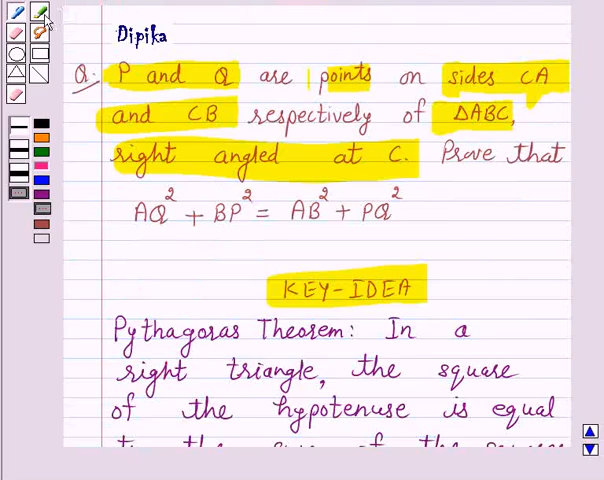 Dipika
Q. P and Q are points on sides CA
and CB respectively of ΔABC,
right angled at C. Prove that
AQ² + BP² = AB² + PQ²
KEY-IDEA
Pythagoras Theorem: In a
right triangle, the square
of the hypotenuse is equal